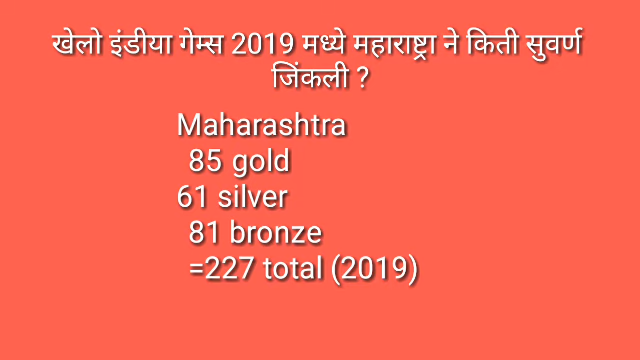 खेलो इंडीया गेम्स 2019 मध्ये महाराष्ट्रा ने किती सुवर्ण
जिंकली ?
Maharashtra
85 gold
61 silver
81 bronze
=227 total (2019)